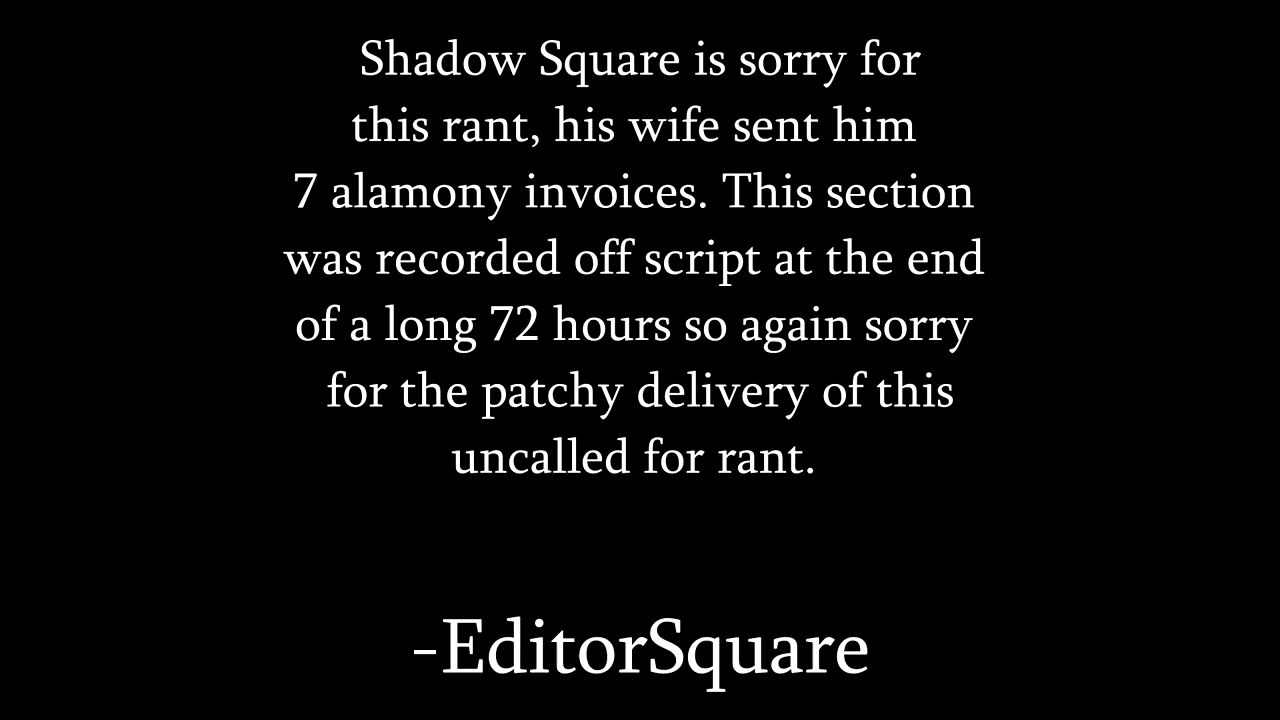 Shadow Square is sorry for
this rant, his wife sent him
7 alamony invoices. This section
was recorded off script at the end
of a long 72 hours so again sorry
for the patchy delivery of this
uncalled for rant.
-EditorSquare